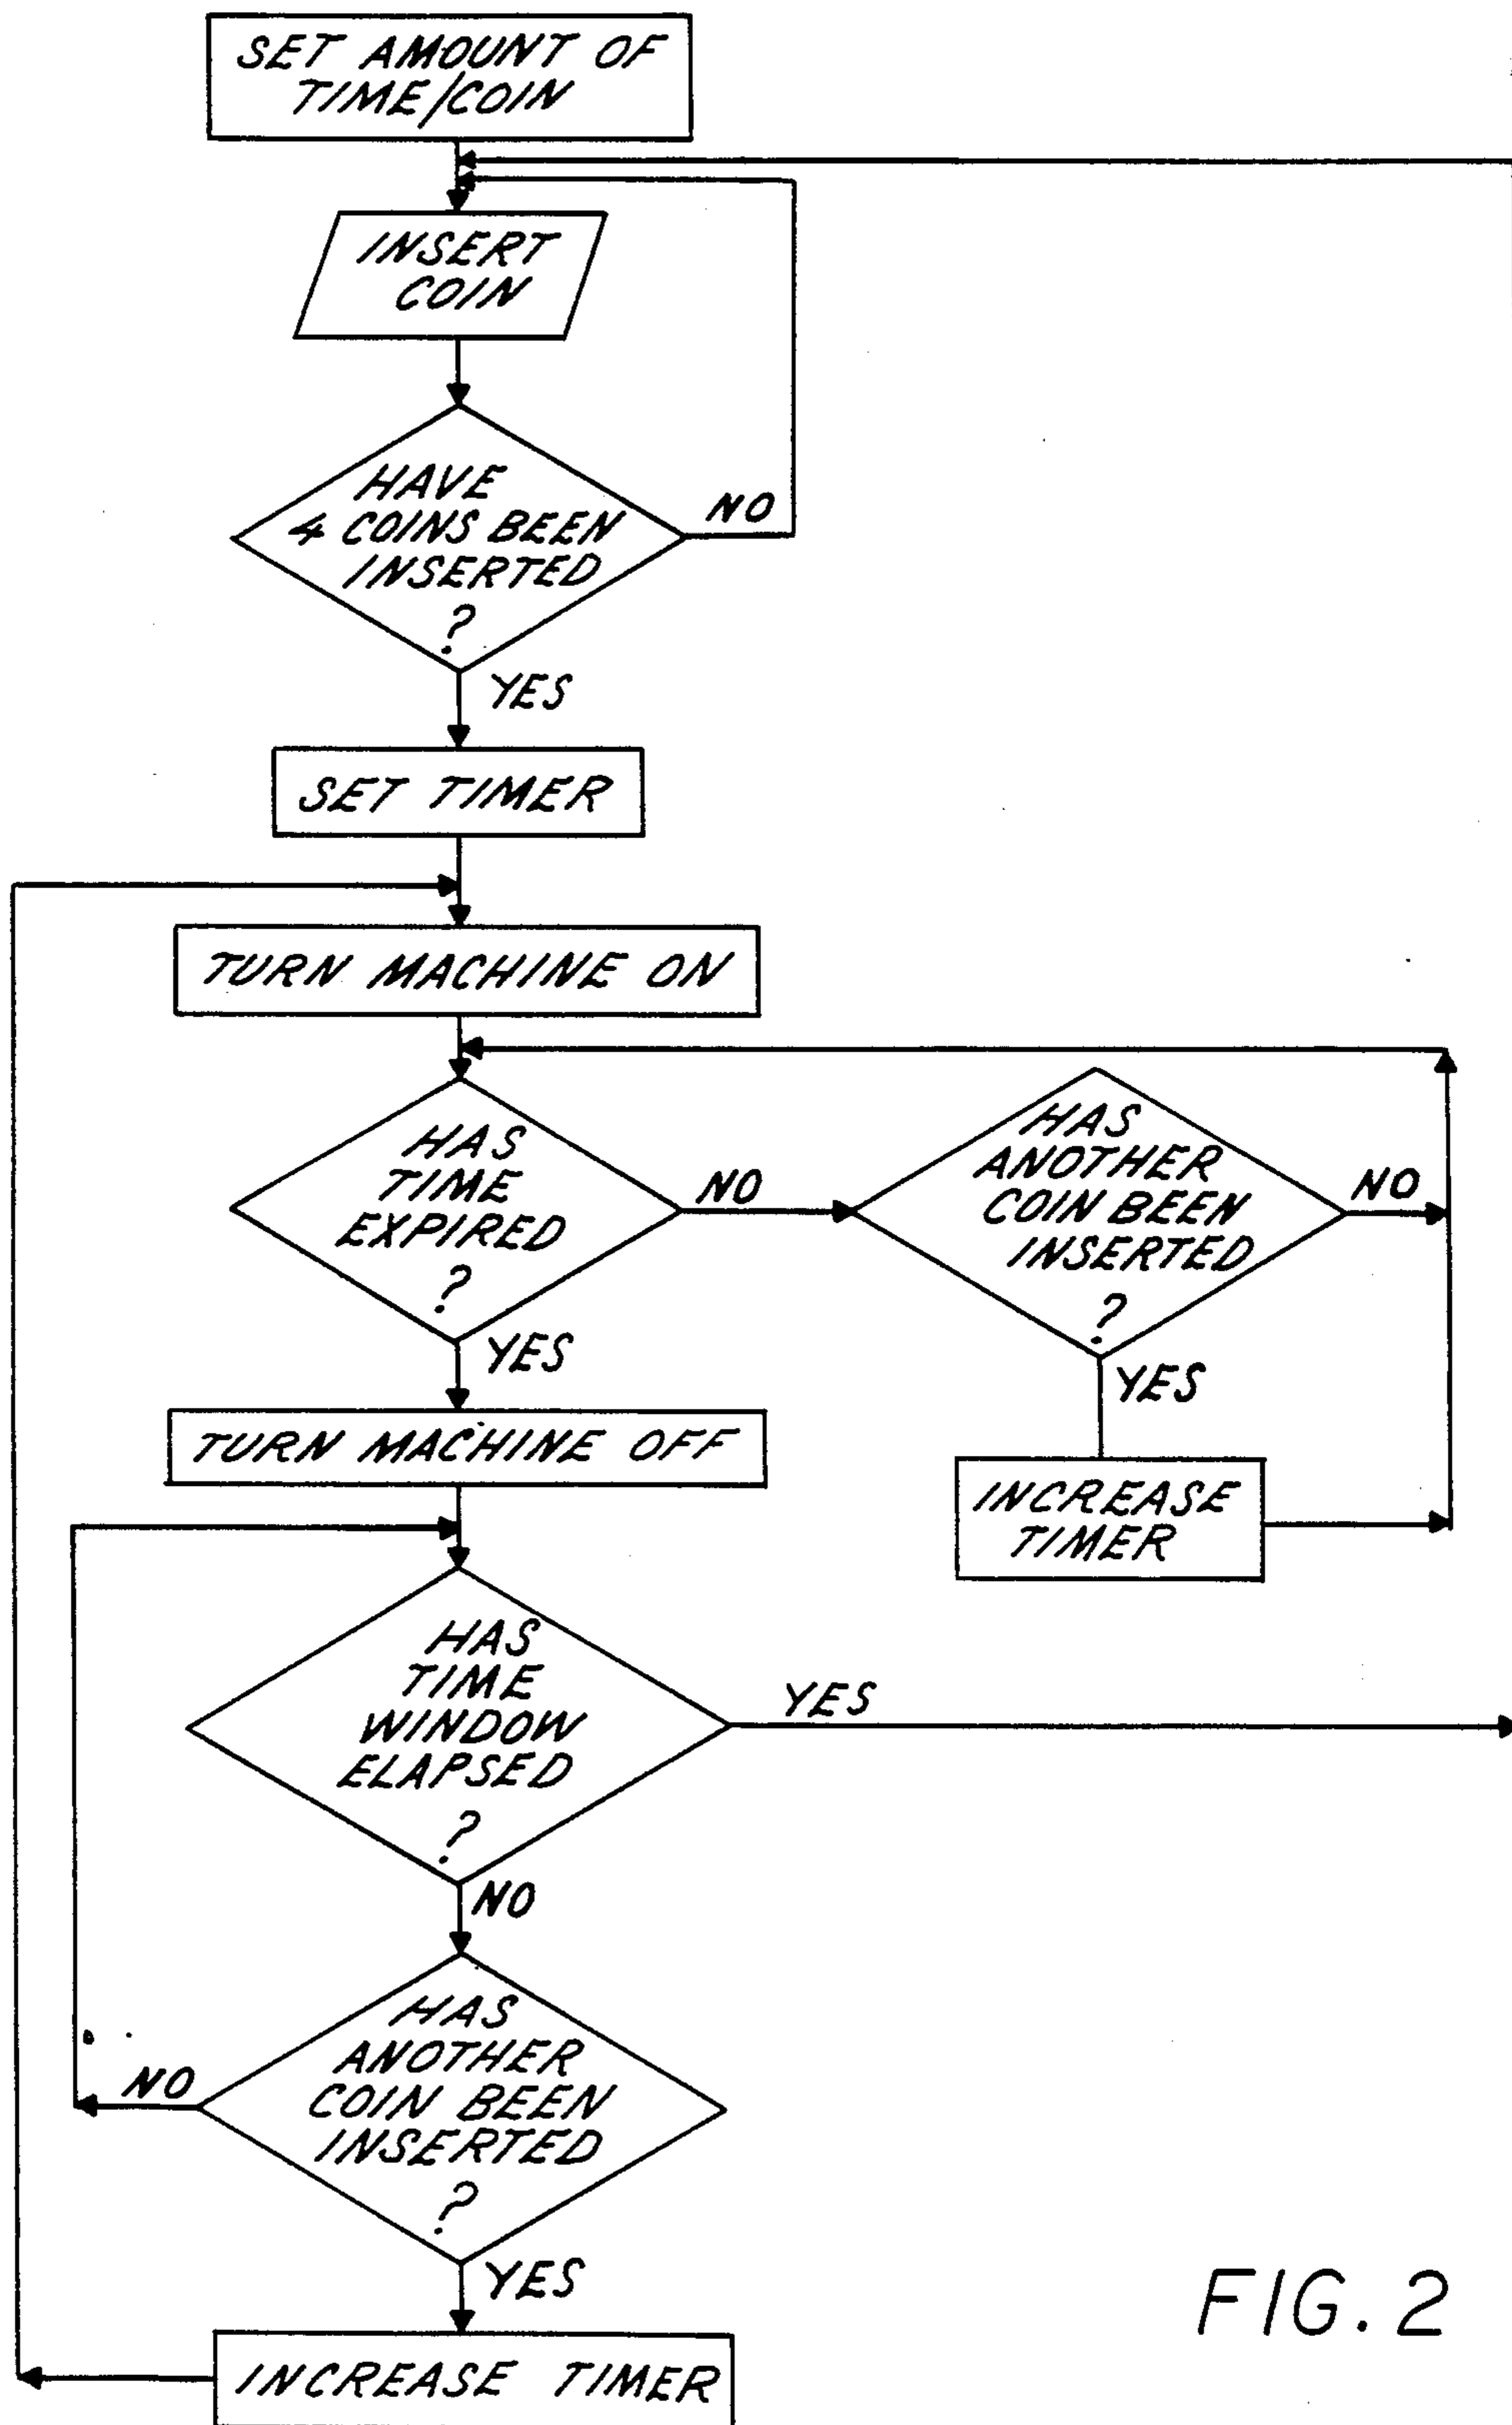 SET AMOUNT OF
TIME/COIN
INSERT
COIN
HAVE
4 COINS BEEN
INSERTED
?
NO
YES
SET TIMER
TURN MACHINE ON
HAS
TIME
EXPIRED
?
NO
HAS
ANOTHER
COIN BEEN
INSERTED
?
NO
YES
YES
TURN MACHINE OFF
INCREASE
TIMER
HAS
TIME
WINDOW
ELAPSED
?
YES
NO
HAS
ANOTHER
COIN BEEN
INSERTED
?
NO
YES
INCREASE TIMER
FIG. 2